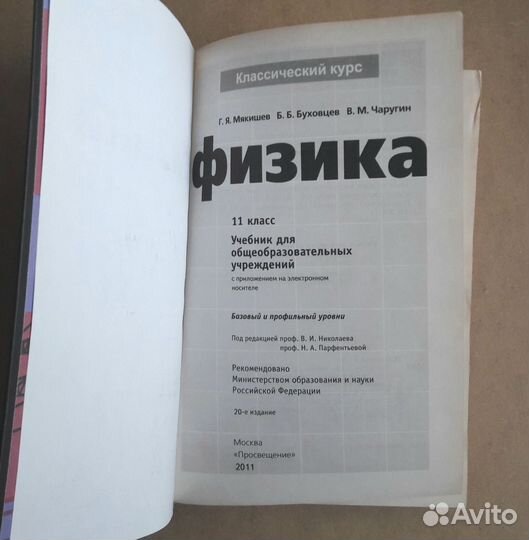 Классический курс
Г. Я. Мякишев Б. Б. Буховцев В. М. Чаругин
физика
11 класс
Учебник для
общеобразовательных
учреждений
с приложением на электронном
носителе
Базовый и профильный уровни
Под редакцией проф. В. И. Николаева
проф. Н. А. Парфентьевой
Рекомендовано
Министерством образования и науки
Российской Федерации
20-е издание
Москва
«Просвещение»
2011
Avito